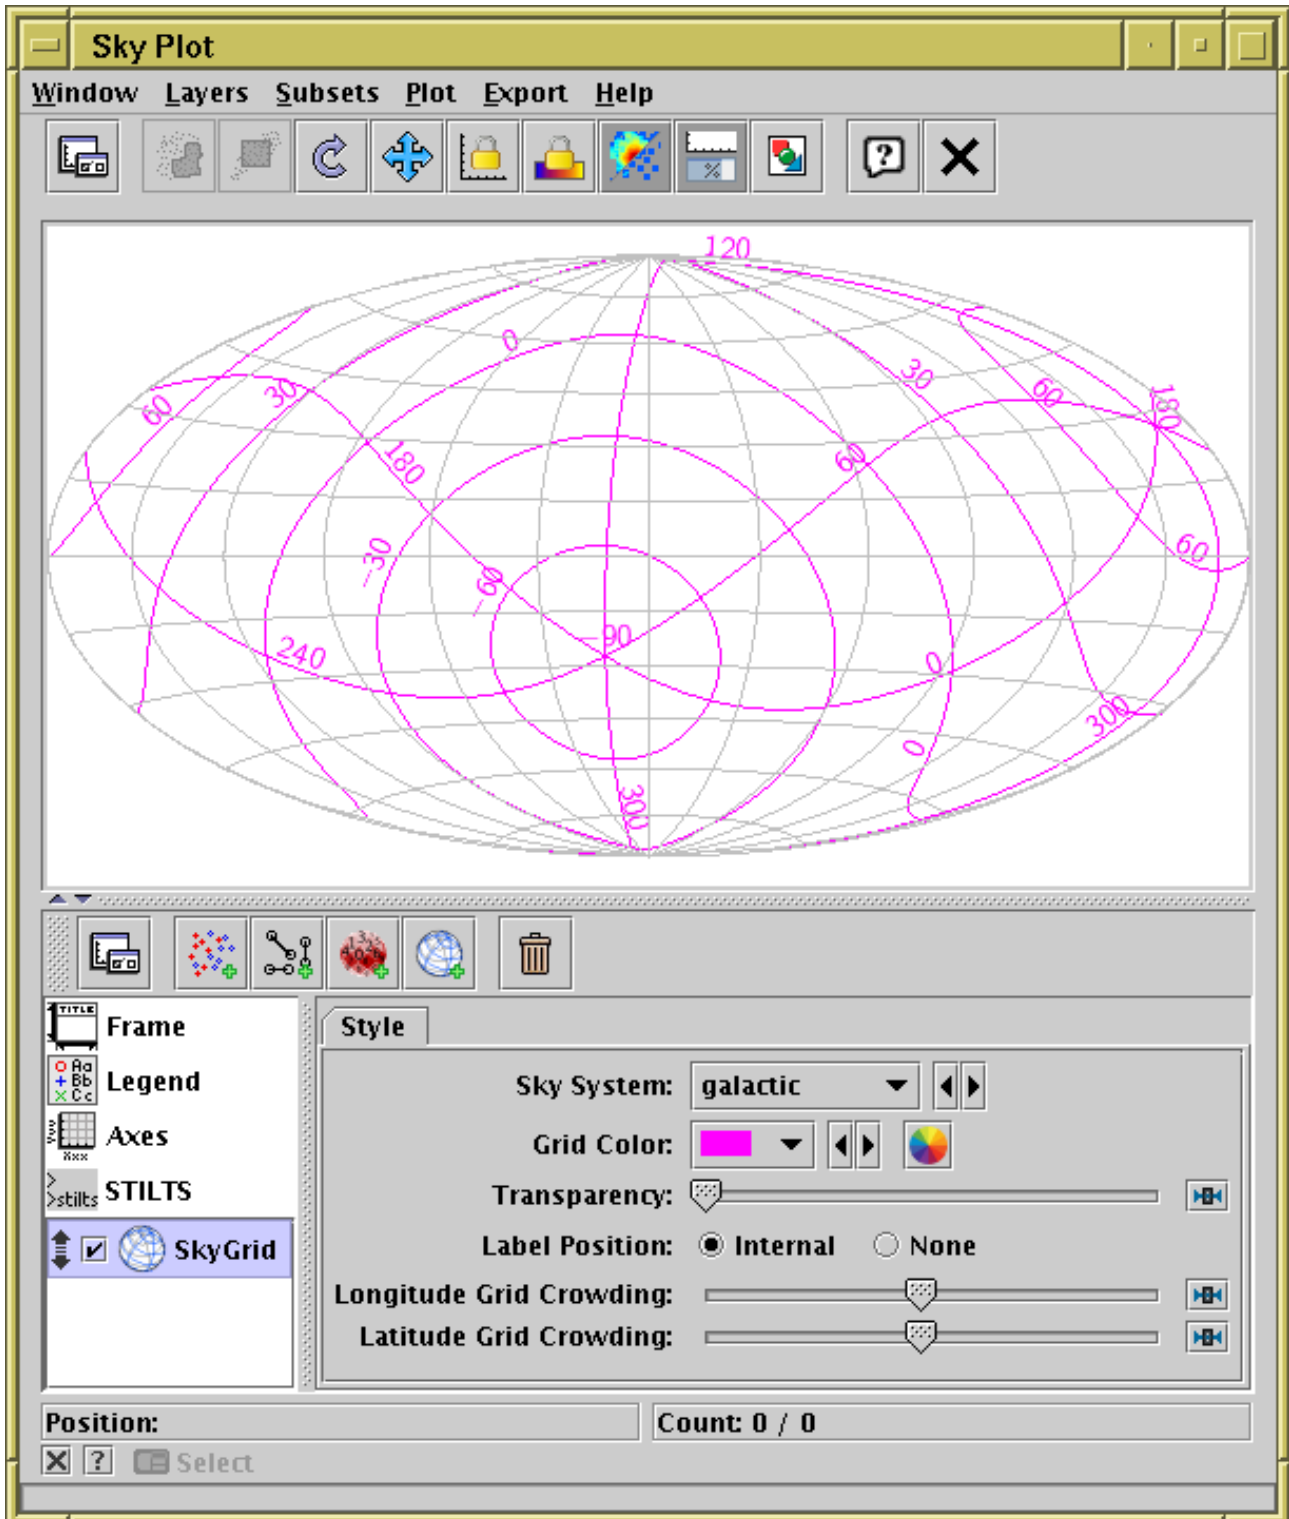 Sky Plot
Window Layers Subsets Plot Export Help
120
0
30
30
60
60
180
180
60
-30
-60
60
-90
240
0
300
0
300
Frame
Legend
Axes
STILTS
SkyGrid
Style
Sky System: galactic
Grid Color:
Transparency:
Label Position: Internal None
Longitude Grid Crowding:
Latitude Grid Crowding:
Position:
Count: 0 / 0
Select